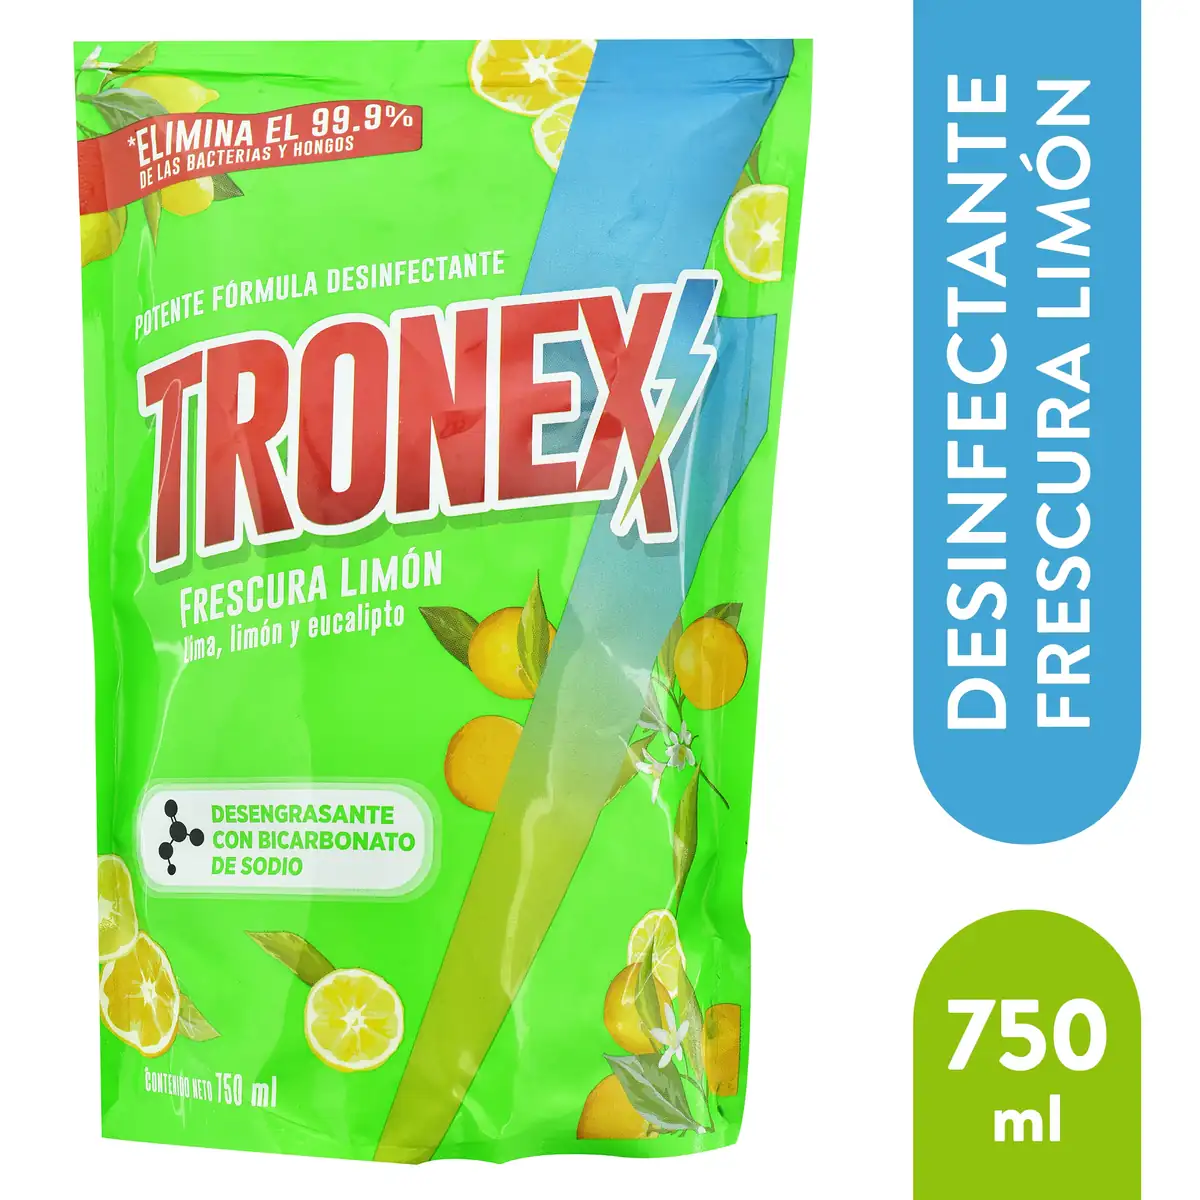 *ELIMINA EL 99.9%
DE LAS BACTERIAS Y HONGOS
POTENTE FÓRMULA DESINFECTANTE
TRONEX
FRESCURA LIMÓN
Lima, limón y eucalipto
DESENGRASANTE
CON BICARBONATO
DE SODIO
CONTENIDO NETO 750 ml
DESINFECTANTE
FRESCURA LIMÓN
750
ml